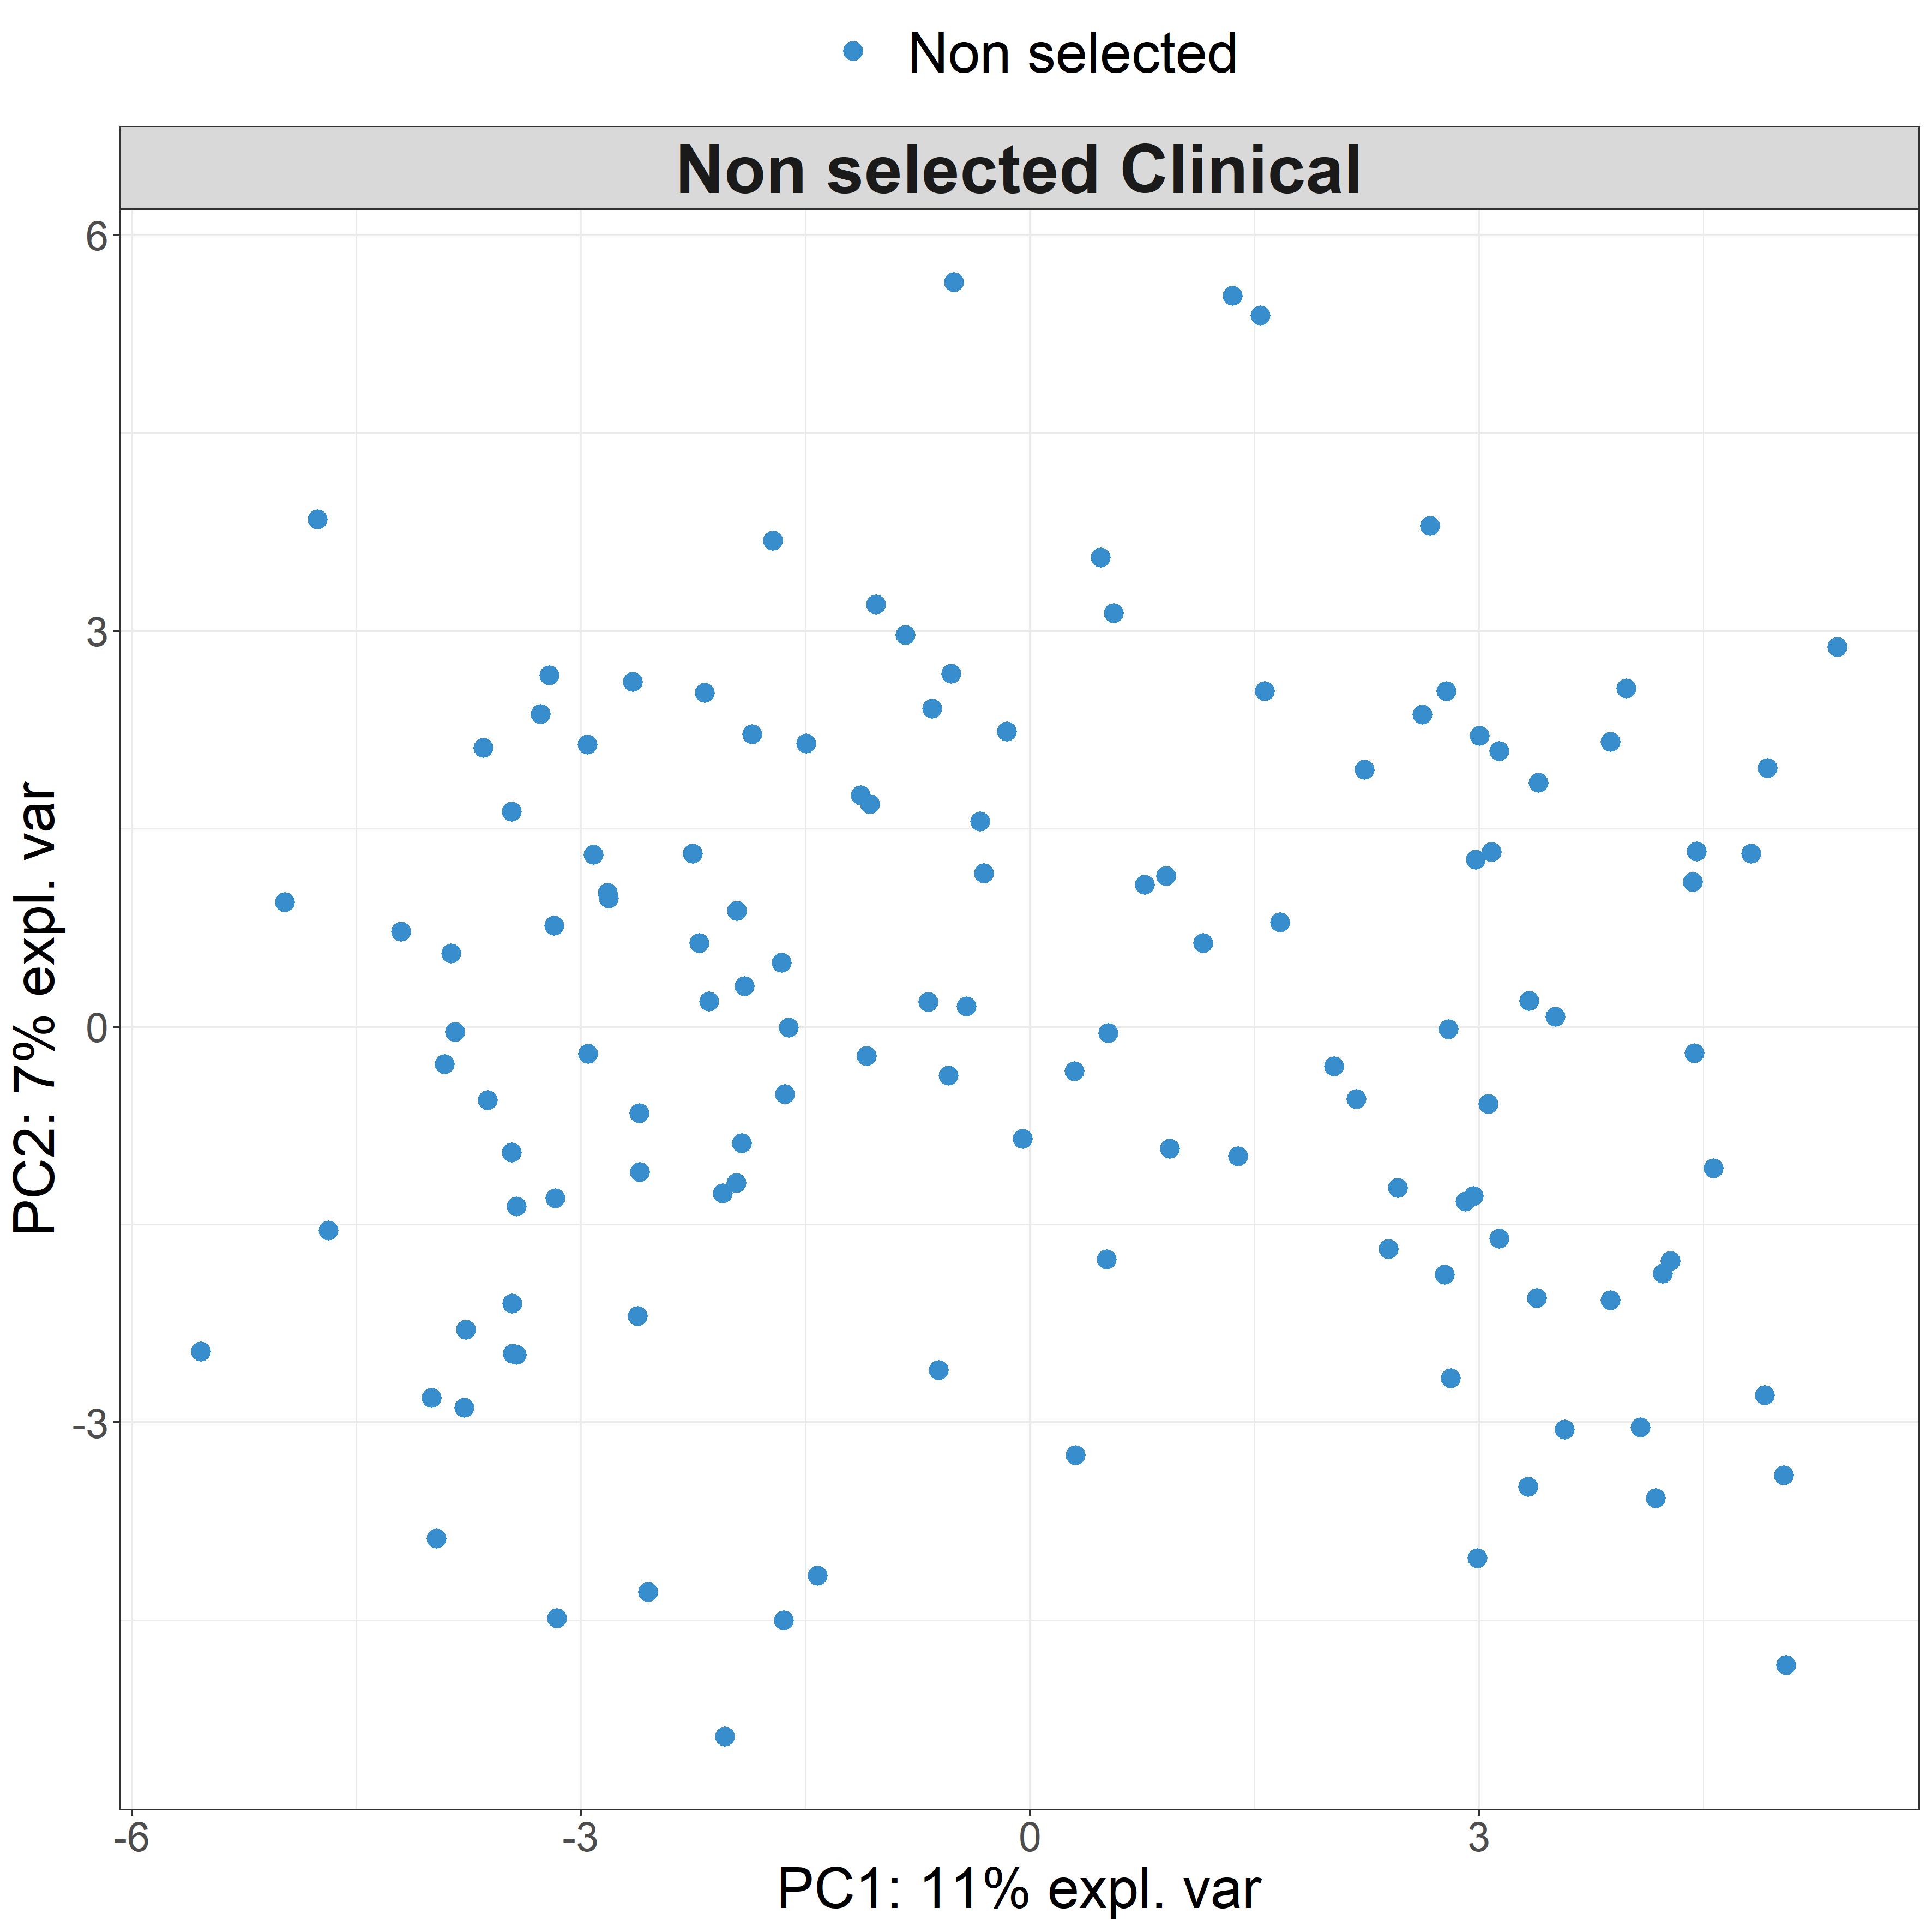 Non selected
Non selected Clinical
6
3
0
-3
PC2: 7% expl. var
-6
-3
0
3
PC1: 11% expl. var